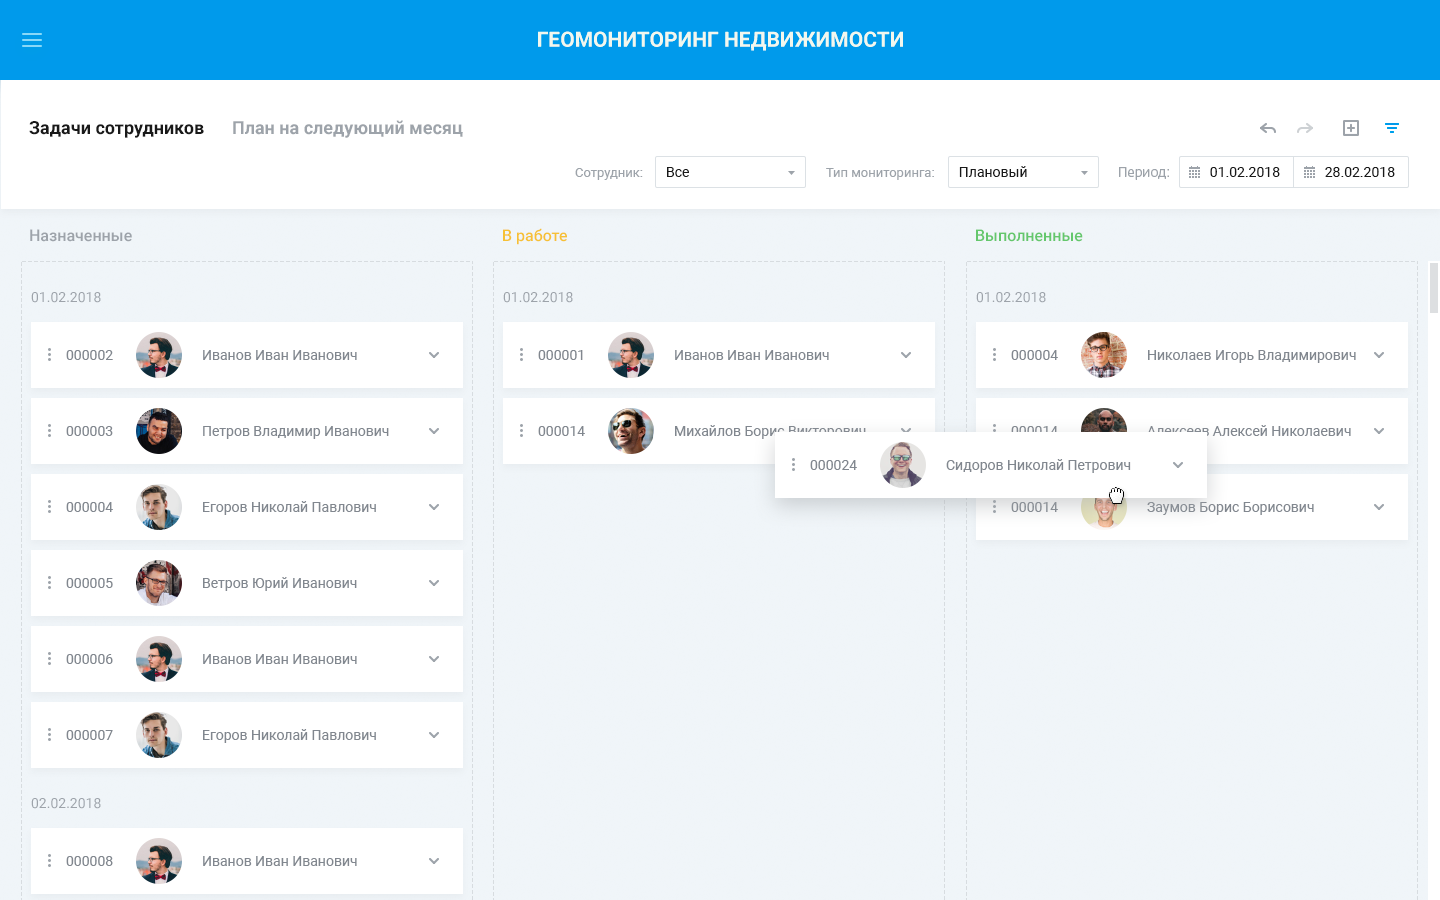 ГЕОМОНИТОРИНГ НЕДВИЖИМОСТИ
Задачи сотрудников План на следующий месяц
Сотрудник: Все Тип мониторинга: Плановый Период: 01.02.2018 28.02.2018
Назначенные
01.02.2018
000002 Иванов Иван Иванович
000003 Петров Владимир Иванович
000004 Егоров Николай Павлович
000005 Ветров Юрий Иванович
000006 Иванов Иван Иванович
000007 Егоров Николай Павлович
02.02.2018
000008 Иванов Иван Иванович
В работе
01.02.2018
000001 Иванов Иван Иванович
000014 Михайлов Борис Викторович
000024 Сидоров Николай Петрович
Выполненные
01.02.2018
000004 Николаев Игорь Владимирович
000014 Алексеев Алексей Николаевич
000014 Заумов Борис Борисович